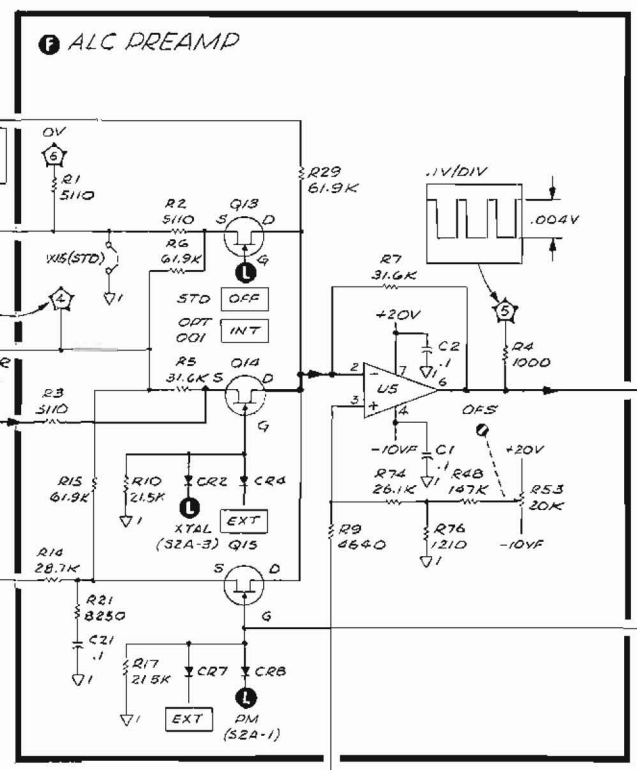 F ALC PREAMP
0V
6
R1
5110
R29
61.9K
.1V/DIV
.004V
R2
5110
Q13
S
D
G
L
W15(STD)
R6
61.9K
1
4
STD OFF
OPT
001 INT
R7
31.6K
5
+20V
C2
.1
1
R4
1000
R
R5
31.6K
Q14
S
D
G
R3
5110
2
-
3
+
U5
7
6
4
-10VF
C1
.1
1
OFS
+20V
R53
20K
-10VF
R15
61.9K
R10
21.5K
1
CR2
CR4
L
XTAL
(S2A-3)
EXT
Q15
R74
26.1K
R48
147K
R9
4640
R76
1210
1
R14
28.7K
S
D
G
R21
8250
C21
.1
1
R17
21.5K
1
CR7
CR8
EXT
L
PM
(S2A-1)